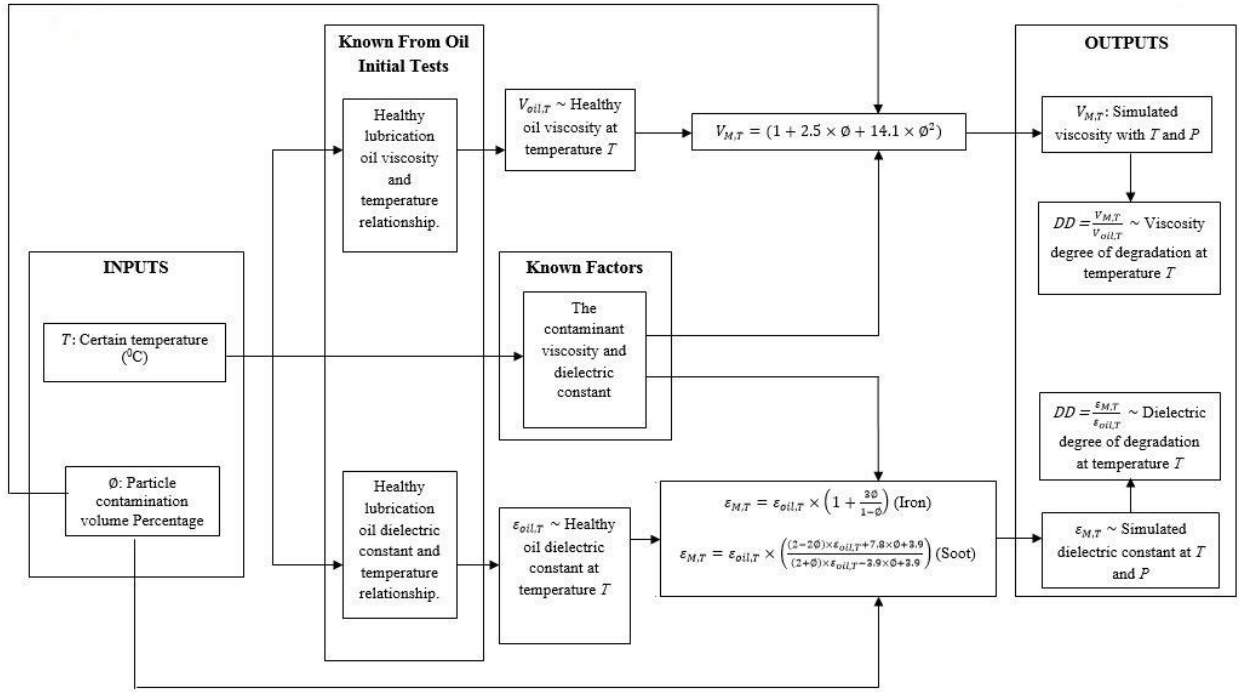 INPUTS
T: Certain temperature
(⁰C)
Ø: Particle
contamination
volume Percentage
Known From Oil
Initial Tests
Healthy
lubrication
oil viscosity
and
temperature
relationship.
Healthy
lubrication
oil dielectric
constant and
temperature
relationship.
V_{oil,T} ~ Healthy
oil viscosity at
temperature T
Known Factors
The
contaminant
viscosity and
dielectric
constant
ε_{oil,T} ~ Healthy
oil dielectric
constant at
temperature T
V_{M,T} = (1 + 2.5 × Ø + 14.1 × Ø²)
ε_{M,T} = ε_{oil,T} × (1 + 3Ø/(1−Ø)) (Iron)
ε_{M,T} = ε_{oil,T} × (((2−2Ø)×ε_{oil,T}+7.8×Ø+3.9)/((2+Ø)×ε_{oil,T}−3.9×Ø+3.9)) (Soot)
OUTPUTS
V_{M,T}: Simulated
viscosity with T and P
DD = V_{M,T}/V_{oil,T} ~ Viscosity
degree of degradation at
temperature T
DD = ε_{M,T}/ε_{oil,T} ~ Dielectric
degree of degradation
at temperature T
ε_{M,T} ~ Simulated
dielectric constant at T
and P